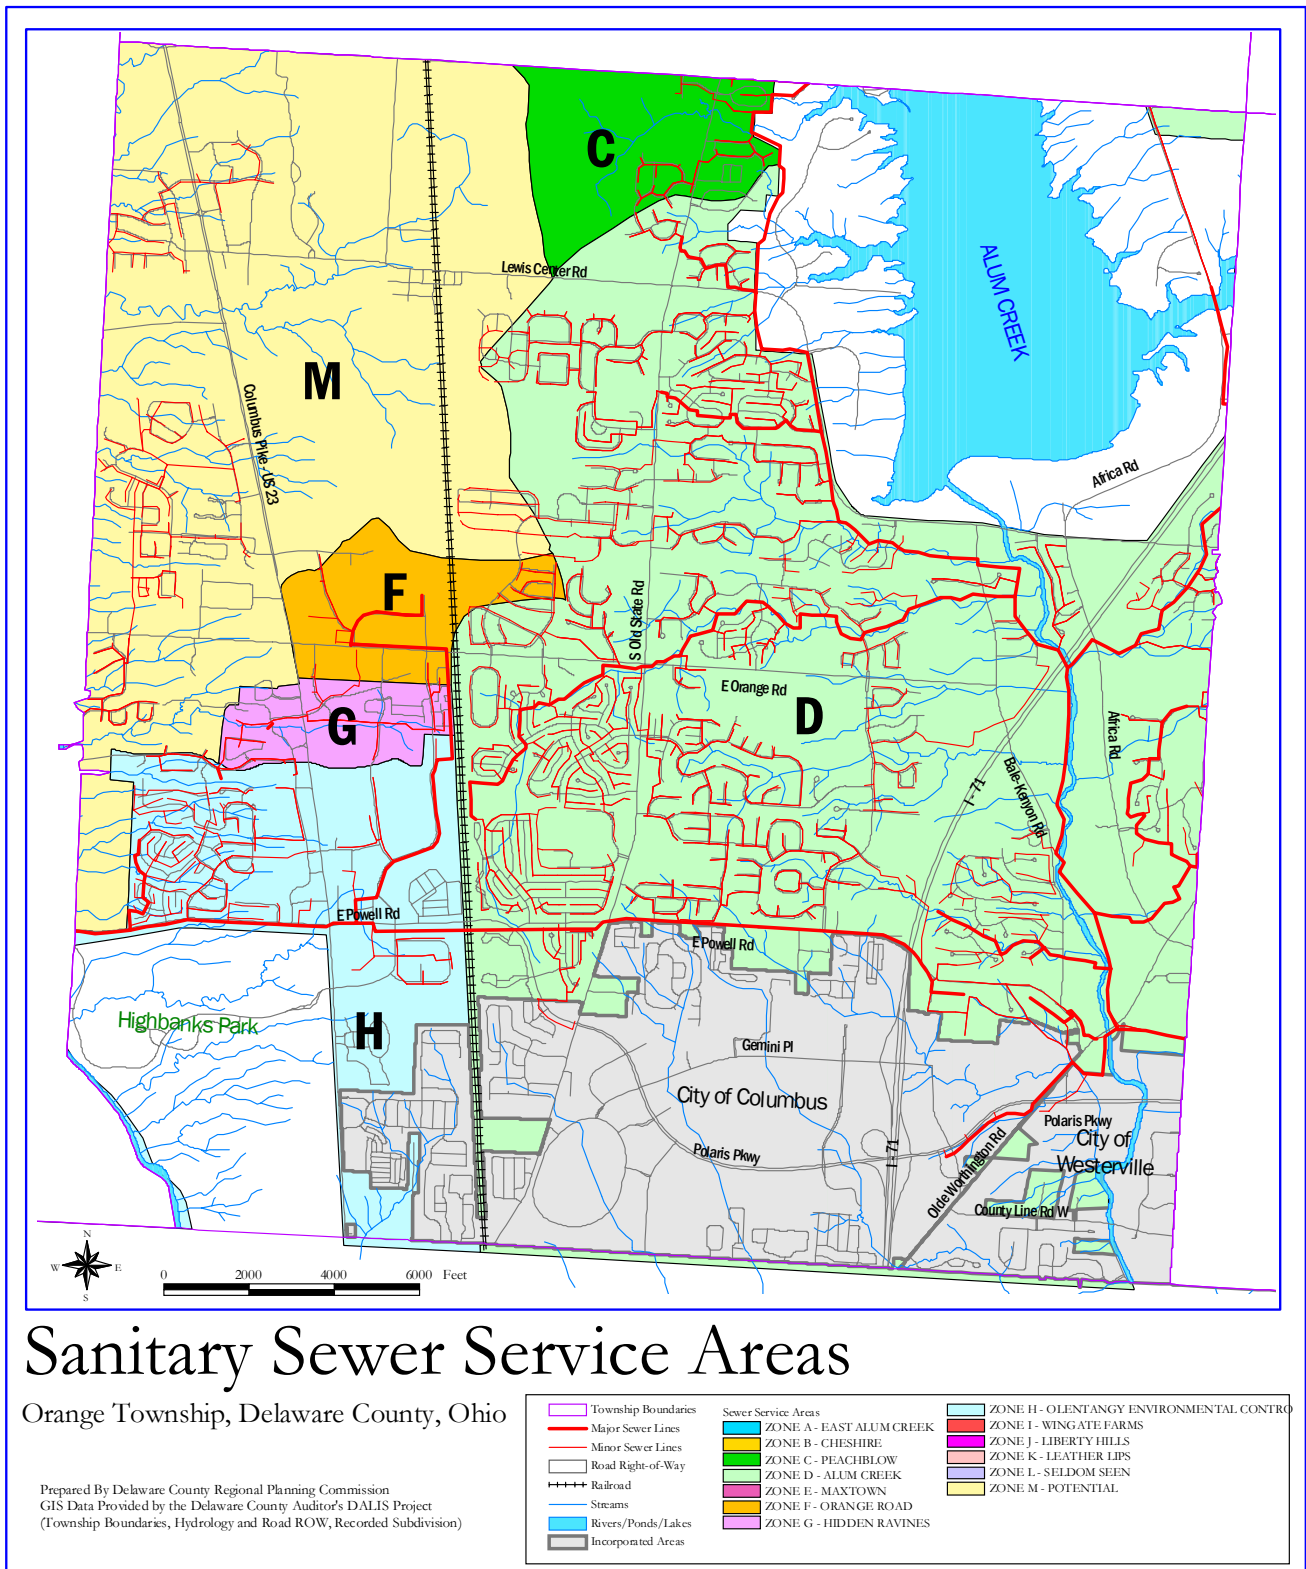 C
Lewis Center Rd
ALUM CREEK
M
Columbus Pike - US 23
Africa Rd
F
S Old State Rd
E Orange Rd
D
G
Africa Rd
I - 71
Bale-Kenyon Rd
E Powell Rd
E Powell Rd
Highbanks Park
H
Gemini Pl
City of Columbus
Polaris Pkwy
Polaris Pkwy
City of
Westerville
I - 71
Olde Worthington Rd
County Line Rd W
N
W E
S
0 2000 4000 6000 Feet
Sanitary Sewer Service Areas
Orange Township, Delaware County, Ohio
Prepared By Delaware County Regional Planning Commission
GIS Data Provided by the Delaware County Auditor's DALIS Project
(Township Boundaries, Hydrology and Road ROW, Recorded Subdivision)
Township Boundaries
Major Sewer Lines
Minor Sewer Lines
Road Right-of-Way
Railroad
Streams
Rivers/Ponds/Lakes
Incorporated Areas
Sewer Service Areas
ZONE A - EAST ALUM CREEK
ZONE B - CHESHIRE
ZONE C - PEACHBLOW
ZONE D - ALUM CREEK
ZONE E - MAXTOWN
ZONE F - ORANGE ROAD
ZONE G - HIDDEN RAVINES
ZONE H - OLENTANGY ENVIRONMENTAL CONTRO
ZONE I - WINGATE FARMS
ZONE J - LIBERTY HILLS
ZONE K - LEATHER LIPS
ZONE L - SELDOM SEEN
ZONE M - POTENTIAL